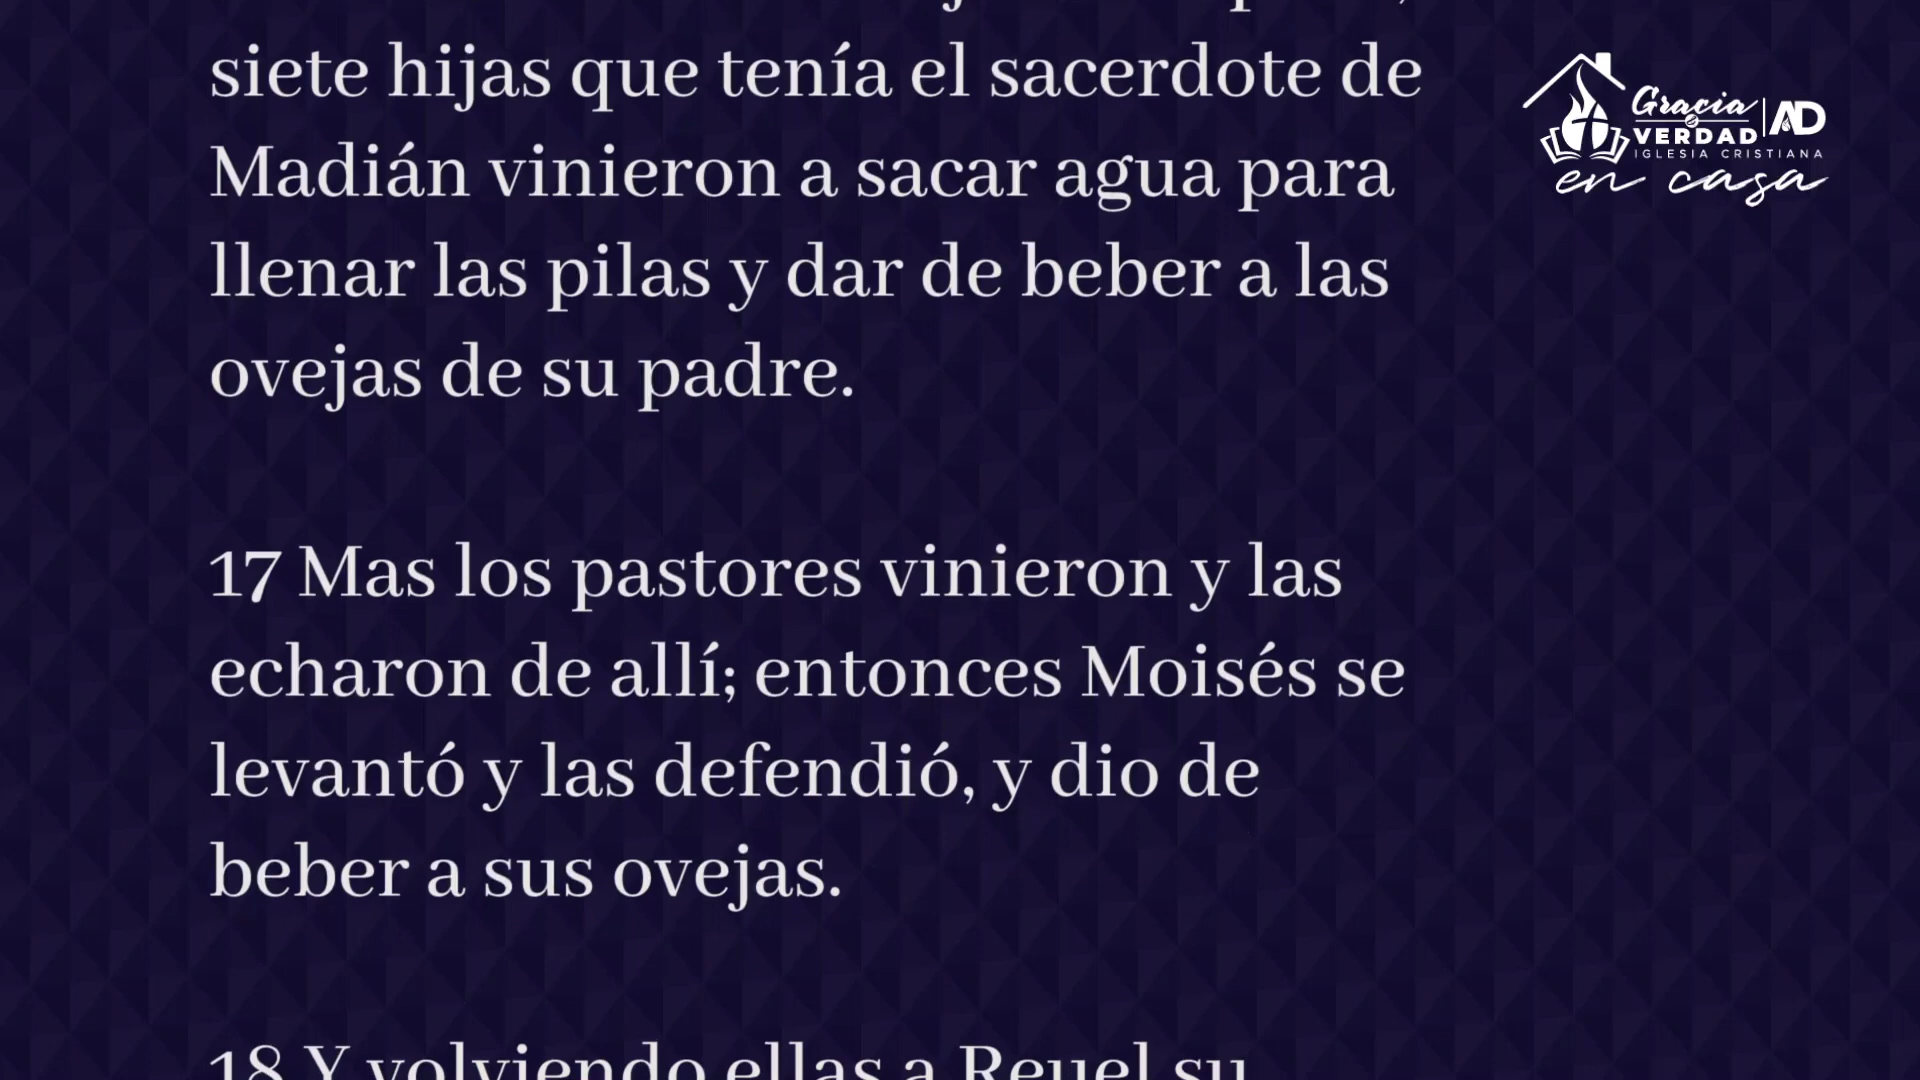 siete hijas que tenía el sacerdote de
Madián vinieron a sacar agua para
llenar las pilas y dar de beber a las
ovejas de su padre.
17 Mas los pastores vinieron y las
echaron de allí; entonces Moisés se
levantó y las defendió, y dio de
beber a sus ovejas.
18 Y volviendo ellas a Reuel su
Gracia
VERDAD
AD
IGLESIA CRISTIANA
en casa